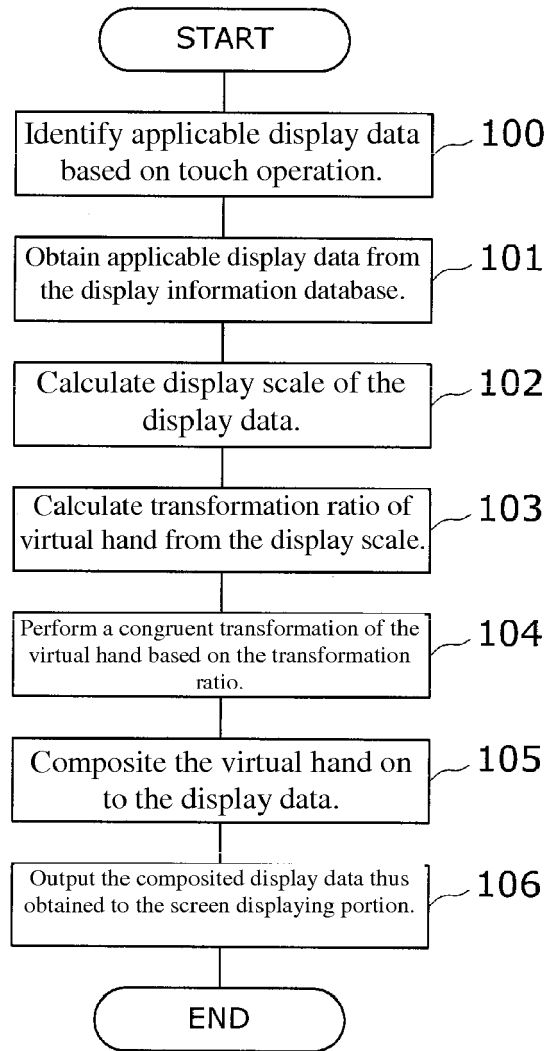 START
Identify applicable display data
based on touch operation.
100
Obtain applicable display data from
the display information database.
101
Calculate display scale of the
display data.
102
Calculate transformation ratio of
virtual hand from the display scale.
103
Perform a congruent transformation of the
virtual hand based on the transformation
ratio.
104
Composite the virtual hand on
to the display data.
105
Output the composited display data thus
obtained to the screen displaying portion.
106
END